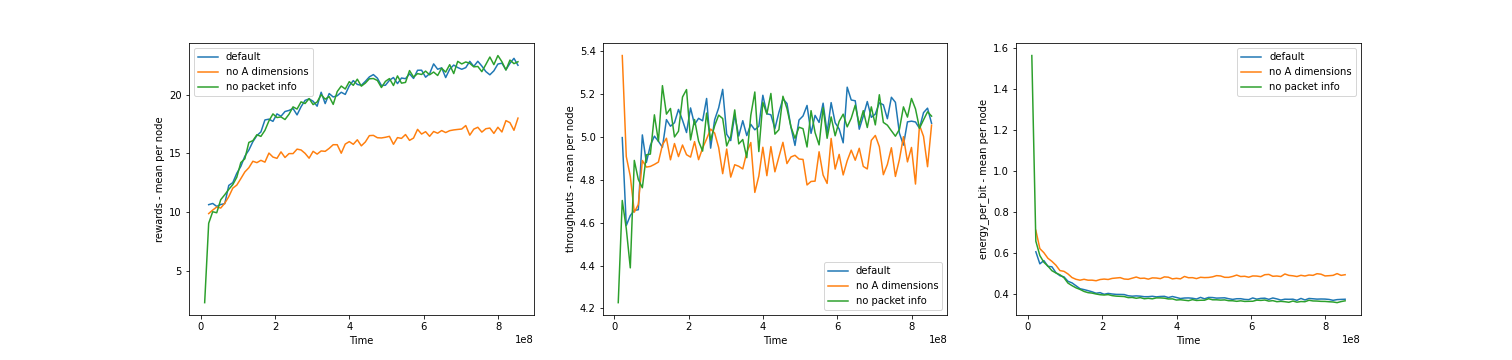 rewards - mean per node
20
15
10
5
0
2
4
6
8
1e8
Time
default
no A dimensions
no packet info
throughputs - mean per node
5.4
5.2
5.0
4.8
4.6
4.4
4.2
0
2
4
6
8
1e8
Time
default
no A dimensions
no packet info
energy_per_bit - mean per node
1.6
1.4
1.2
1.0
0.8
0.6
0.4
0
2
4
6
8
1e8
Time
default
no A dimensions
no packet info